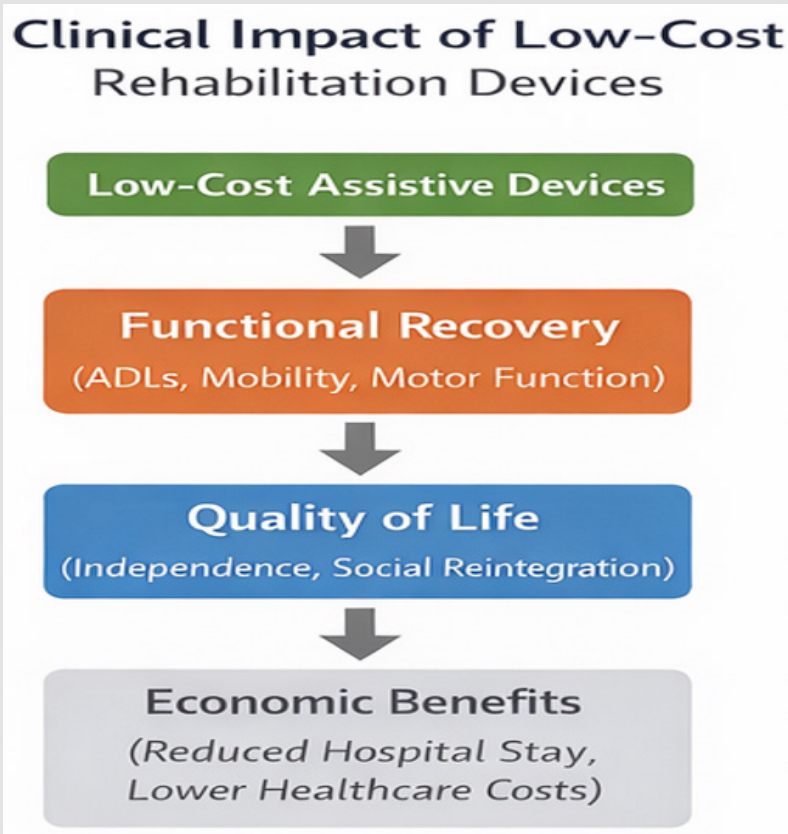 Clinical Impact of Low-Cost
Rehabilitation Devices
Low-Cost Assistive Devices
Functional Recovery
(ADLs, Mobility, Motor Function)
Quality of Life
(Independence, Social Reintegration)
Economic Benefits
(Reduced Hospital Stay,
Lower Healthcare Costs)